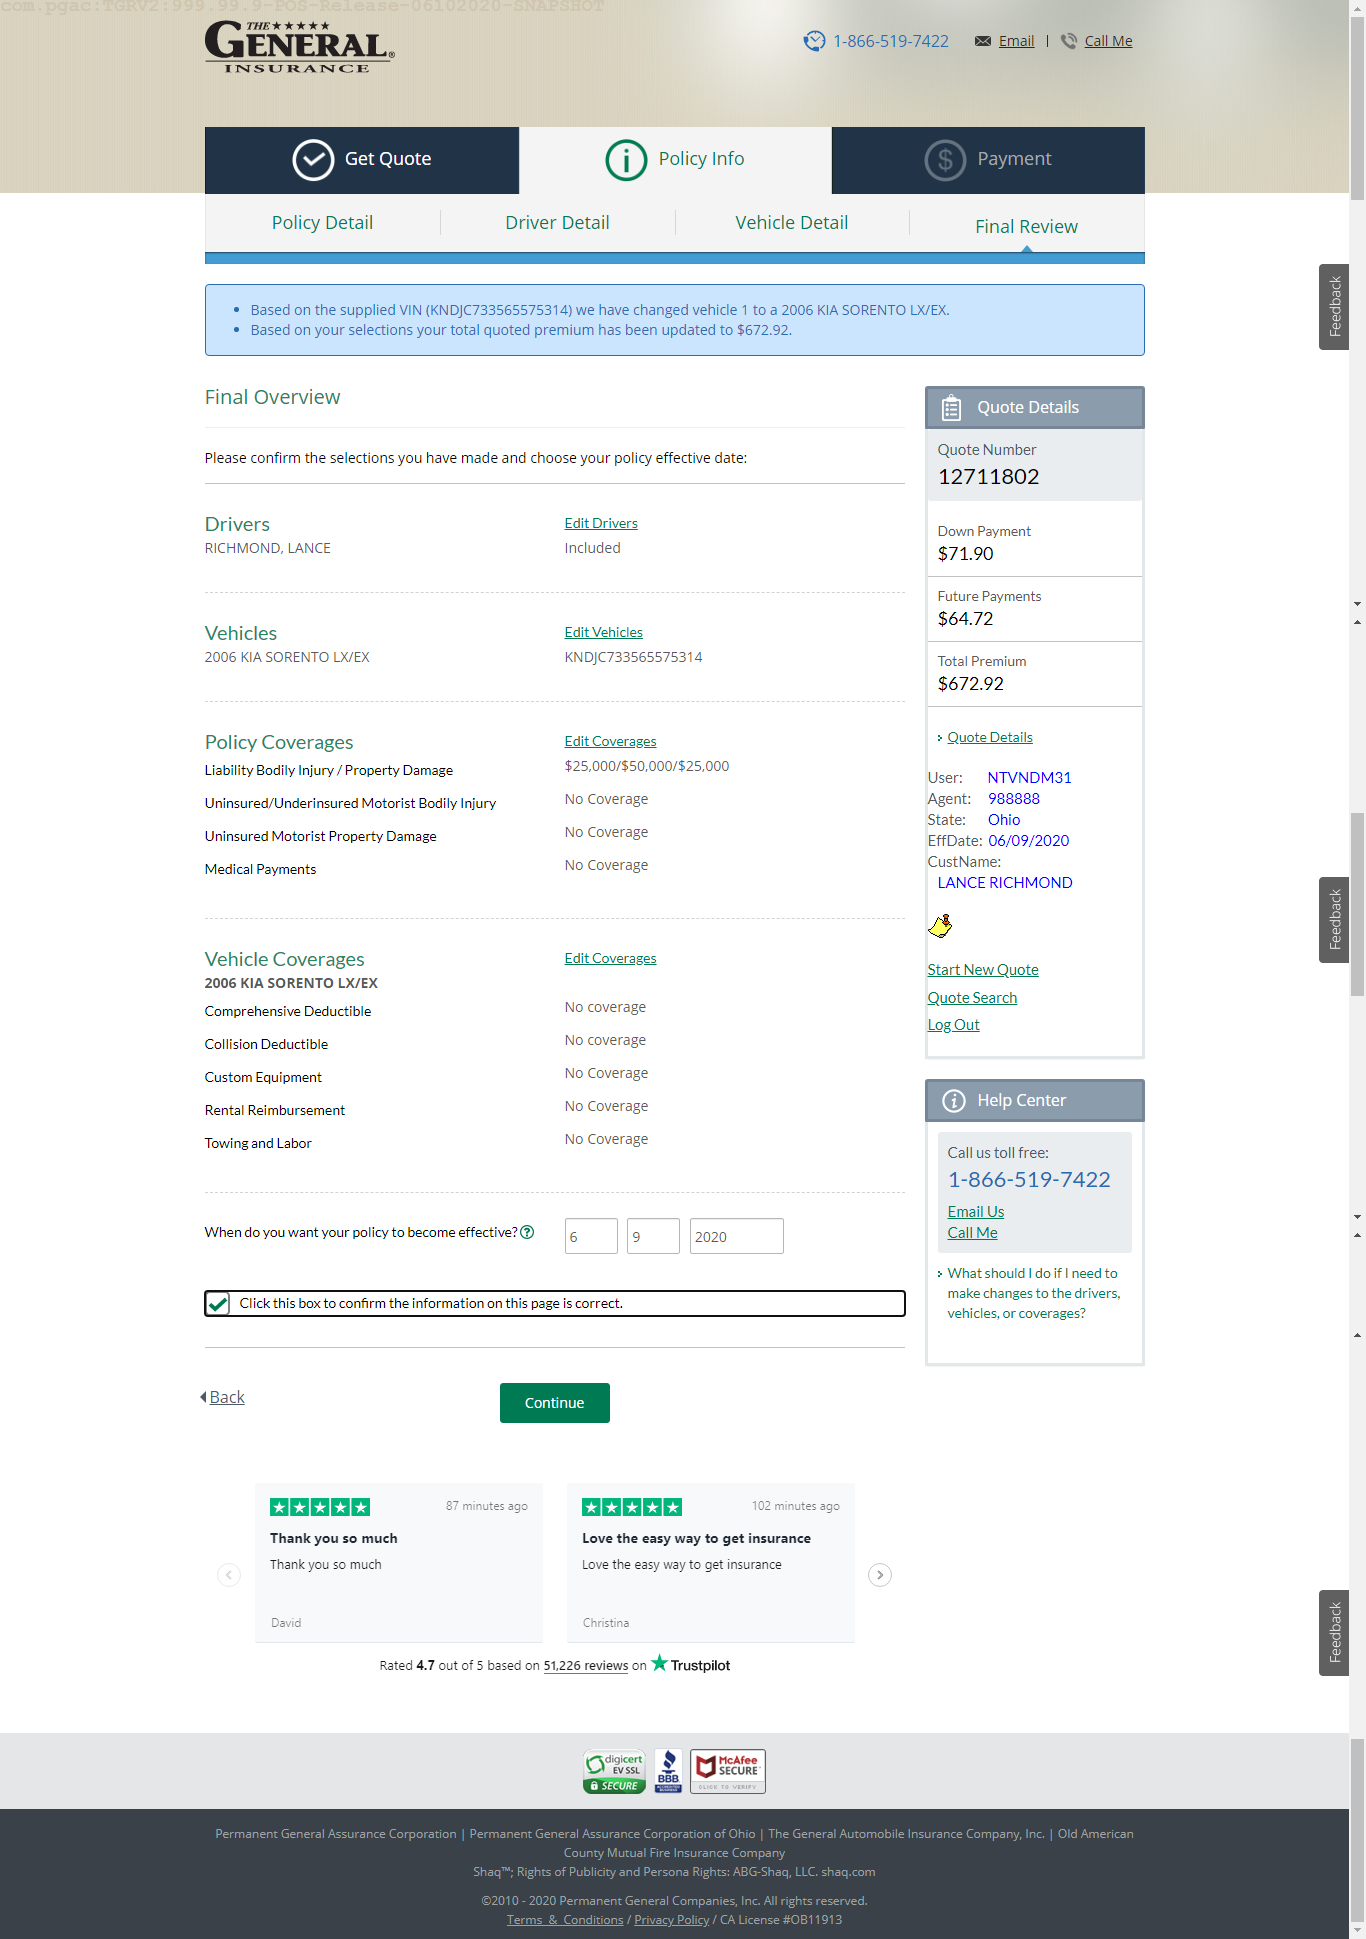 com.pgac:TGRV2:999.99.9-POS-Release-06102020-SNAPSHOT
THE
GENERAL®
INSURANCE
1-866-519-7422 Email | Call Me
Get Quote Policy Info Payment
Policy Detail Driver Detail Vehicle Detail Final Review
• Based on the supplied VIN (KNDJC733565575314) we have changed vehicle 1 to a 2006 KIA SORENTO LX/EX.
• Based on your selections your total quoted premium has been updated to $672.92.
Feedback
Final Overview
Please confirm the selections you have made and choose your policy effective date:
Drivers Edit Drivers
RICHMOND, LANCE Included
Vehicles Edit Vehicles
2006 KIA SORENTO LX/EX KNDJC733565575314
Policy Coverages Edit Coverages
Liability Bodily Injury / Property Damage $25,000/$50,000/$25,000
Uninsured/Underinsured Motorist Bodily Injury No Coverage
Uninsured Motorist Property Damage No Coverage
Medical Payments No Coverage
Vehicle Coverages Edit Coverages
2006 KIA SORENTO LX/EX
Comprehensive Deductible No coverage
Collision Deductible No coverage
Custom Equipment No Coverage
Rental Reimbursement No Coverage
Towing and Labor No Coverage
When do you want your policy to become effective? ? 6 9 2020
Click this box to confirm the information on this page is correct.
Back Continue
Quote Details
Quote Number
12711802
Down Payment
$71.90
Future Payments
$64.72
Total Premium
$672.92
Quote Details
User: NTVNDM31
Agent: 988888
State: Ohio
EffDate: 06/09/2020
CustName:
LANCE RICHMOND
Start New Quote
Quote Search
Log Out
Feedback
Help Center
Call us toll free:
1-866-519-7422
Email Us
Call Me
What should I do if I need to
make changes to the drivers,
vehicles, or coverages?
87 minutes ago
Thank you so much
Thank you so much
David
102 minutes ago
Love the easy way to get insurance
Love the easy way to get insurance
Christina
Rated 4.7 out of 5 based on 51,226 reviews on Trustpilot
Feedback
digicert
EV SSL
SECURE
BBB
ACCREDITED
BUSINESS
McAfee
SECURE
CLICK TO VERIFY
Permanent General Assurance Corporation | Permanent General Assurance Corporation of Ohio | The General Automobile Insurance Company, Inc. | Old American
County Mutual Fire Insurance Company
Shaq™; Rights of Publicity and Persona Rights: ABG-Shaq, LLC. shaq.com
©2010 - 2020 Permanent General Companies, Inc. All rights reserved.
Terms & Conditions / Privacy Policy / CA License #OB11913